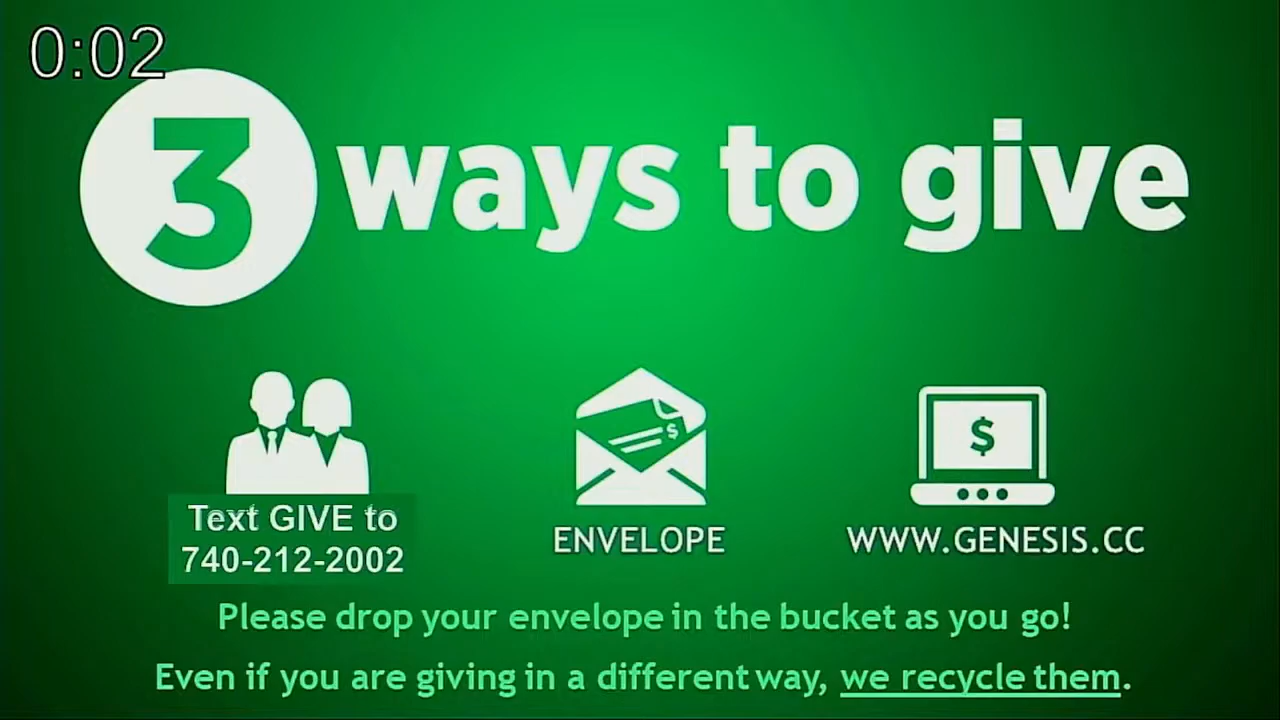 0:02
3 ways to give
$
$
Text GIVE to
740-212-2002
ENVELOPE
WWW.GENESIS.CC
Please drop your envelope in the bucket as you go!
Even if you are giving in a different way, we recycle them.